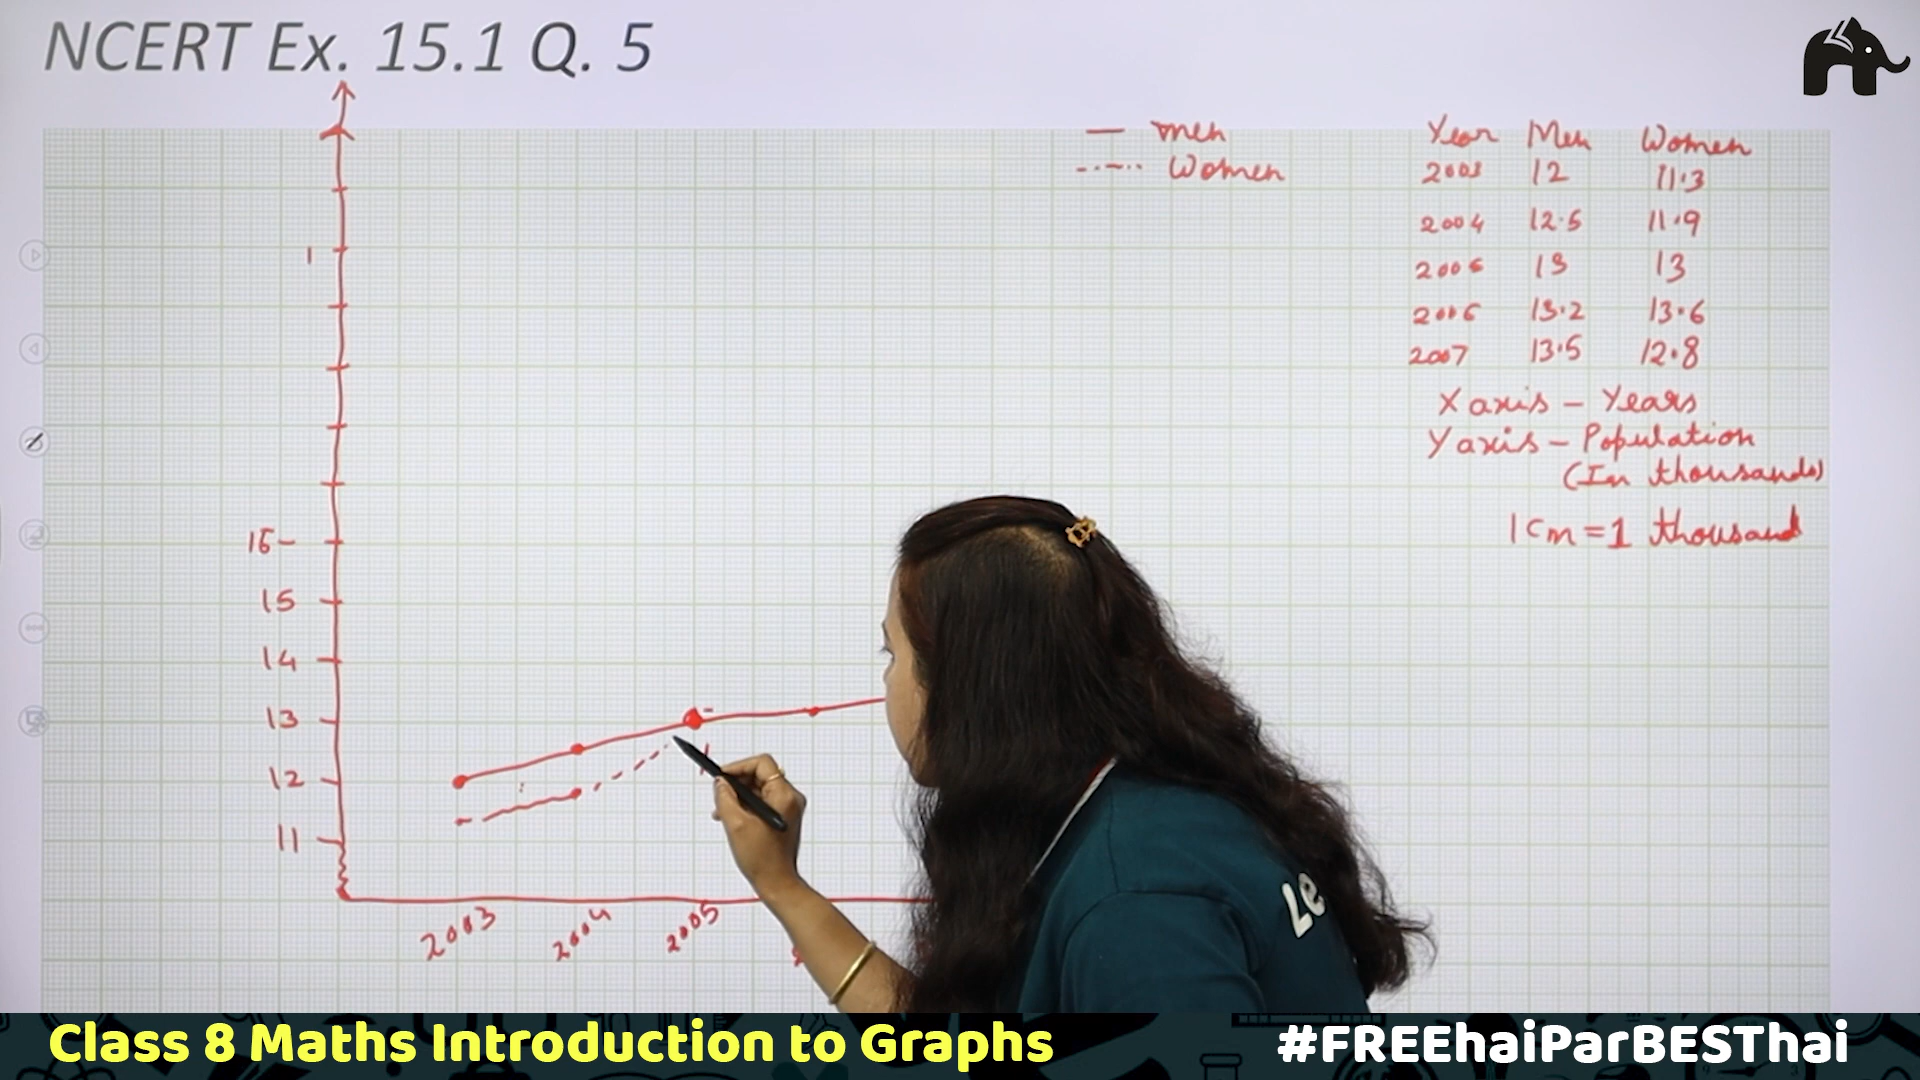 NCERT Ex. 15.1 Q. 5
men
Women
Year Men Women
2003 12 11.3
2004 12.5 11.9
2005 13 13
2006 13.2 13.6
2007 13.5 12.8
X axis - Years
Y axis - Population
(In thousands)
1cm = 1 thousand
1
16
15
14
13
12
11
2003 2004 2005
Le
Class 8 Maths Introduction to Graphs
#FREEhaiParBESThai